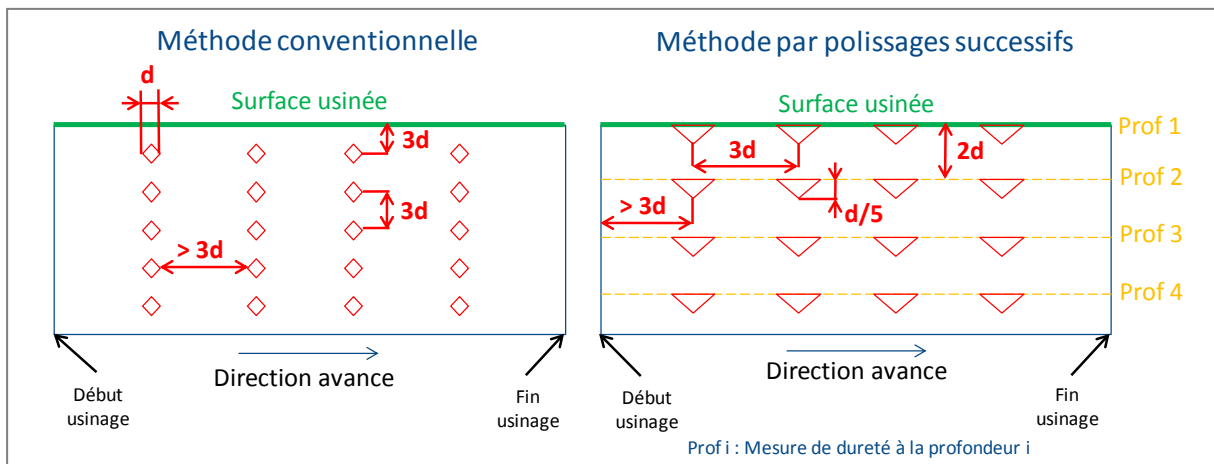 Méthode conventionnelle
d
Surface usinée
3d
3d
> 3d
Direction avance
Début
usinage
Fin
usinage
Méthode par polissages successifs
Surface usinée
Prof 1
3d
2d
Prof 2
> 3d
d/5
Prof 3
Prof 4
Direction avance
Début
usinage
Fin
usinage
Prof i : Mesure de dureté à la profondeur i